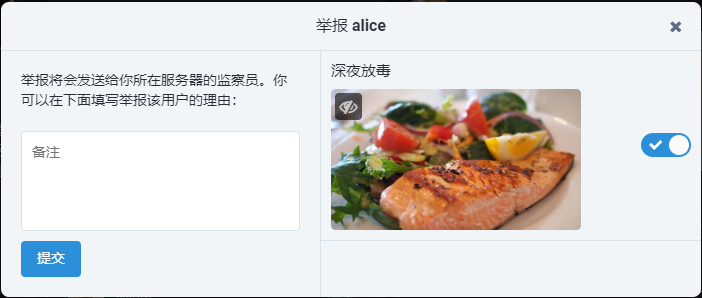 举报 alice
举报将会发送给你所在服务器的监察员。你
可以在下面填写举报该用户的理由：
备注
提交
深夜放毒